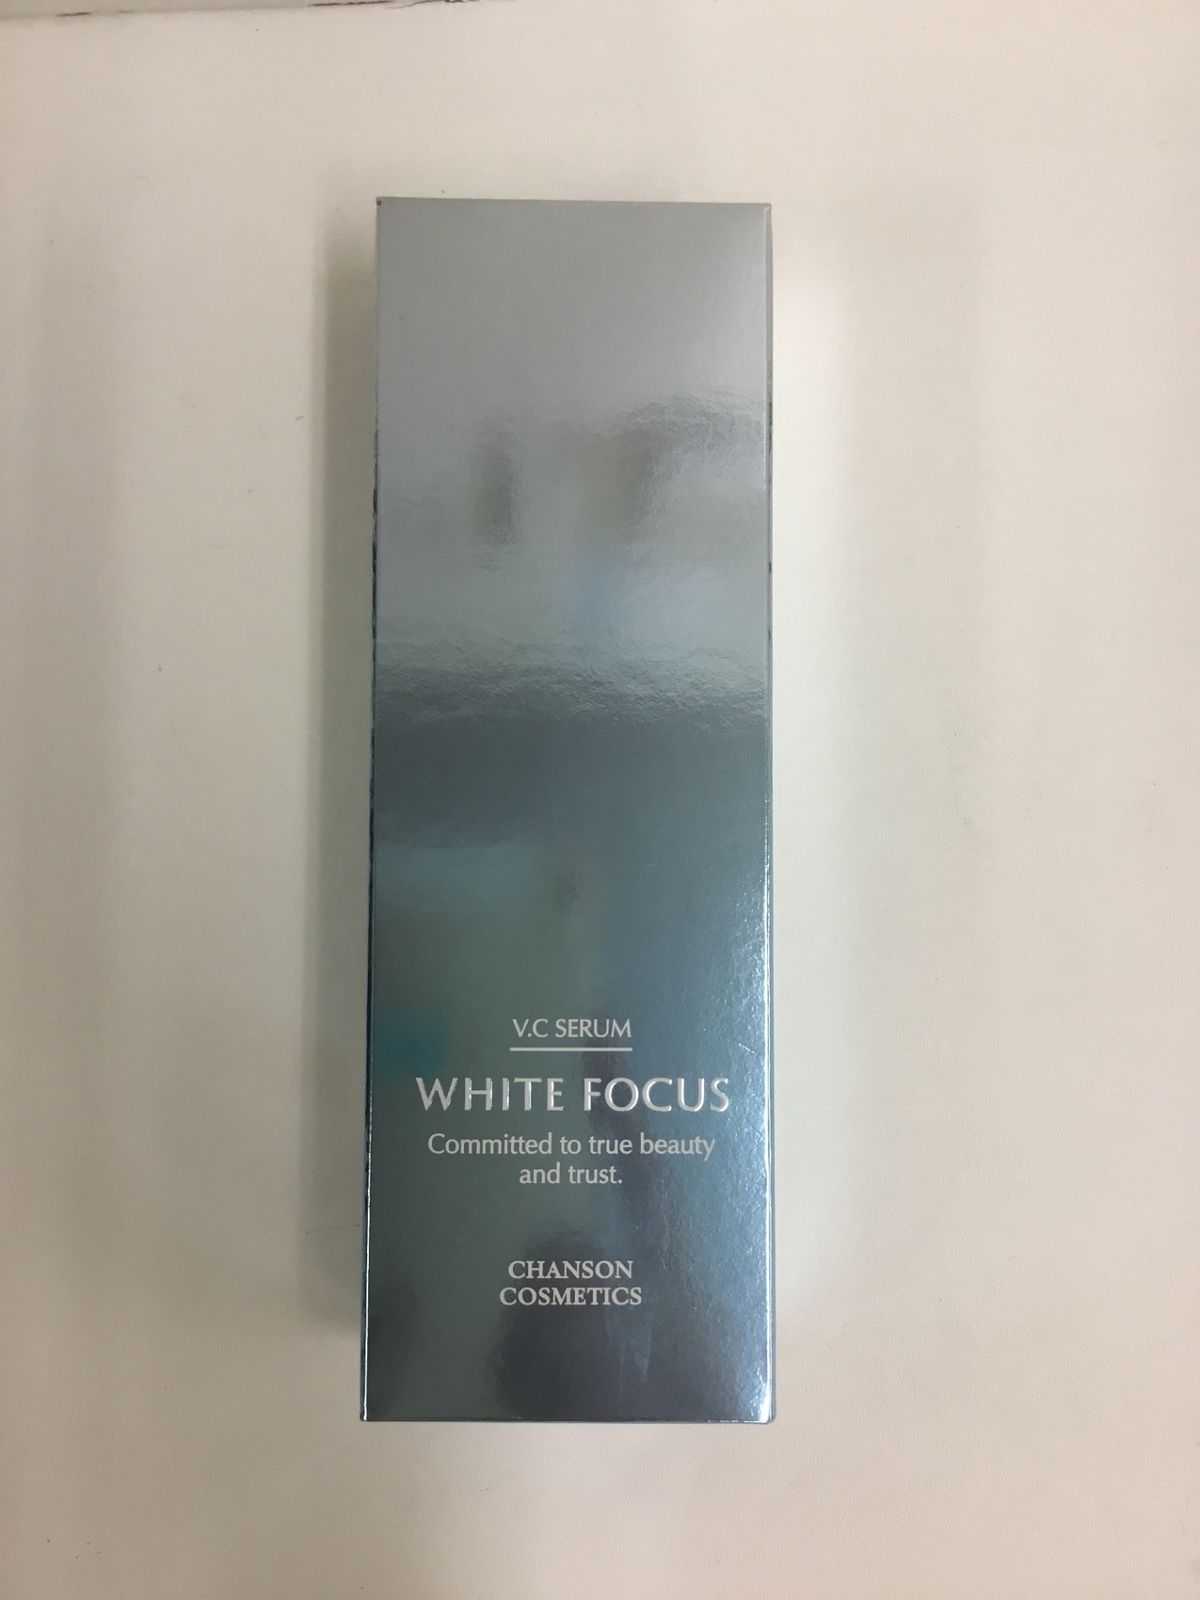 V.C SERUM
WHITE FOCUS
Committed to true beauty
and trust.
CHANSON
COSMETICS